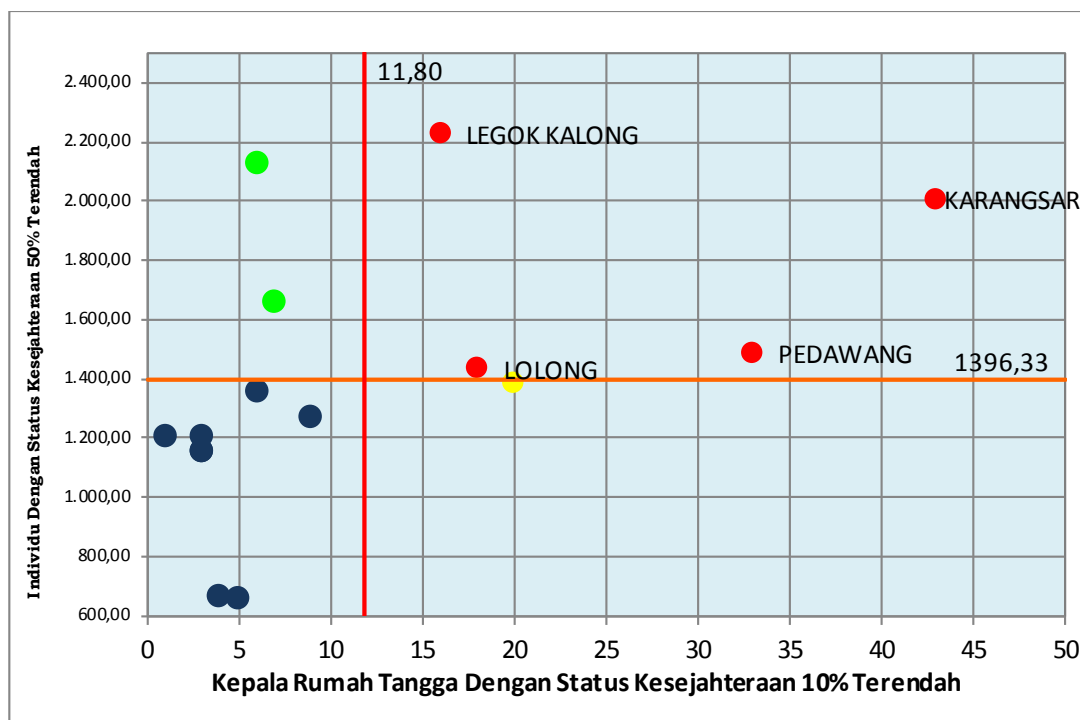 Individu Dengan Status Kesejahteraan 50% Terendah
2.400,00
2.200,00
2.000,00
1.800,00
1.600,00
1.400,00
1.200,00
1.000,00
800,00
600,00
11,80
LEGOK KALONG
KARANGSAR
PEDAWANG
1396,33
LOLONG
0 5 10 15 20 25 30 35 40 45 50
Kepala Rumah Tangga Dengan Status Kesejahteraan 10% Terendah